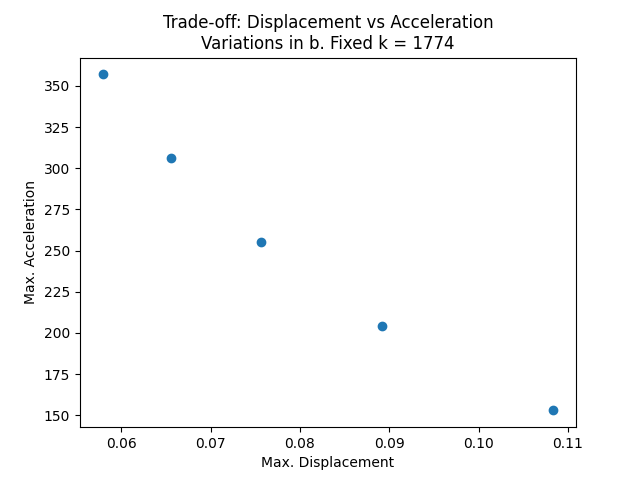 Trade-off: Displacement vs Acceleration
Variations in b. Fixed k = 1774
Max. Acceleration
350
325
300
275
250
225
200
175
150
0.06 0.07 0.08 0.09 0.10 0.11
Max. Displacement